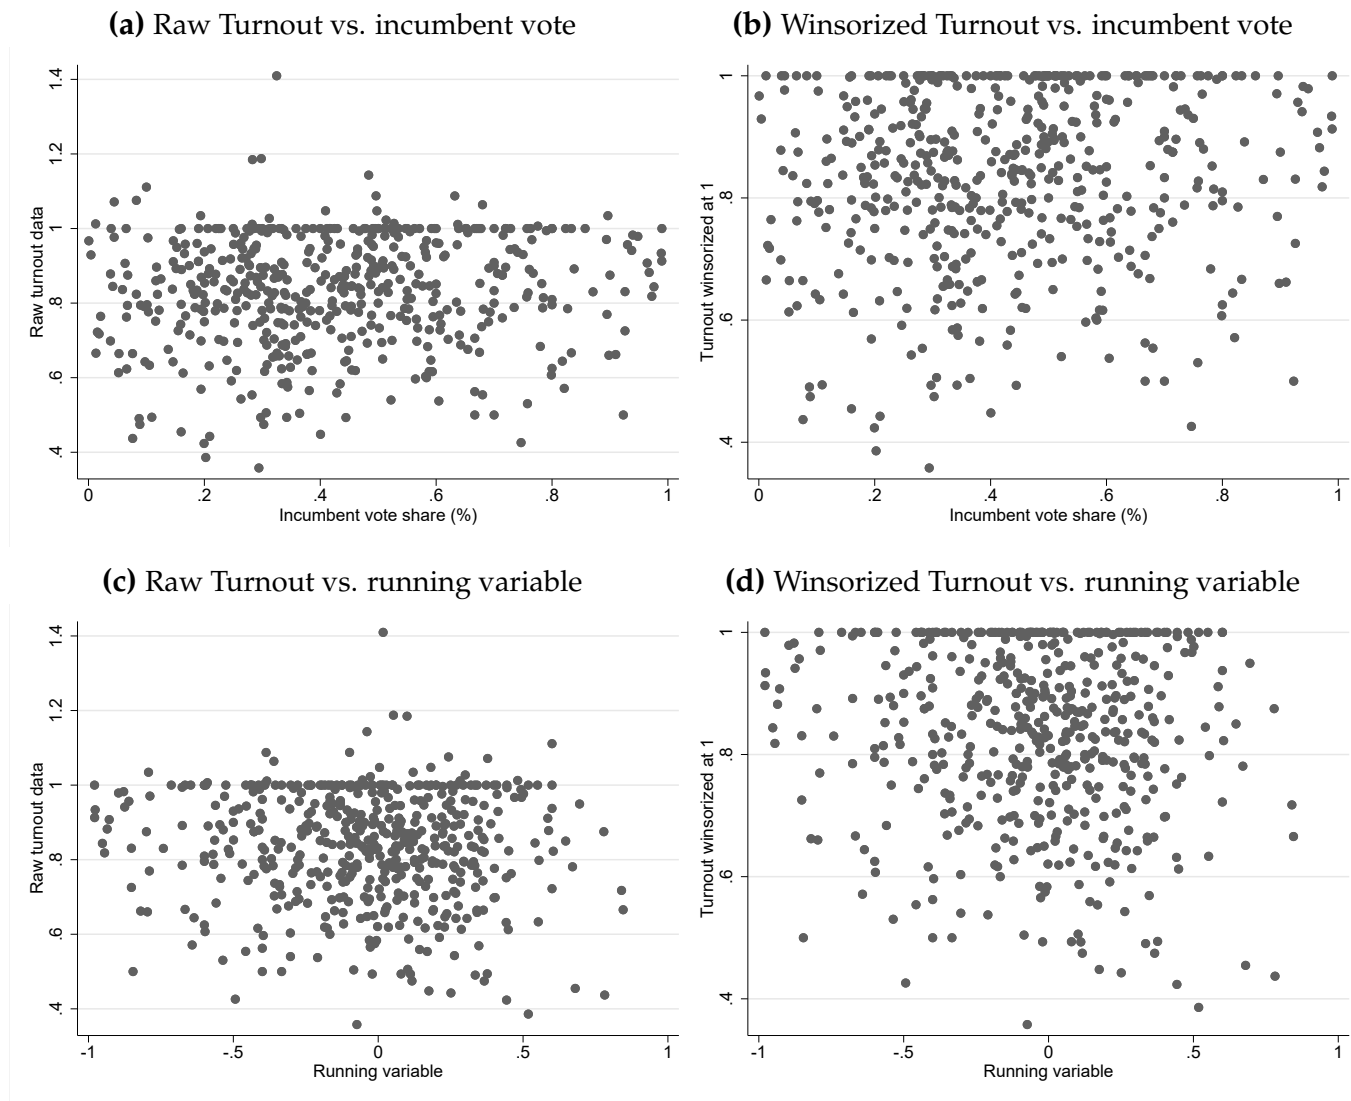 (a) Raw Turnout vs. incumbent vote
Raw turnout data
1.4
1.2
1
.8
.6
.4
0 .2 .4 .6 .8 1
Incumbent vote share (%)
(b) Winsorized Turnout vs. incumbent vote
Turnout winsorized at 1
1
.8
.6
.4
0 .2 .4 .6 .8 1
Incumbent vote share (%)
(c) Raw Turnout vs. running variable
Raw turnout data
1.4
1.2
1
.8
.6
.4
-1 -.5 0 .5 1
Running variable
(d) Winsorized Turnout vs. running variable
Turnout winsorized at 1
1
.8
.6
.4
-1 -.5 0 .5 1
Running variable